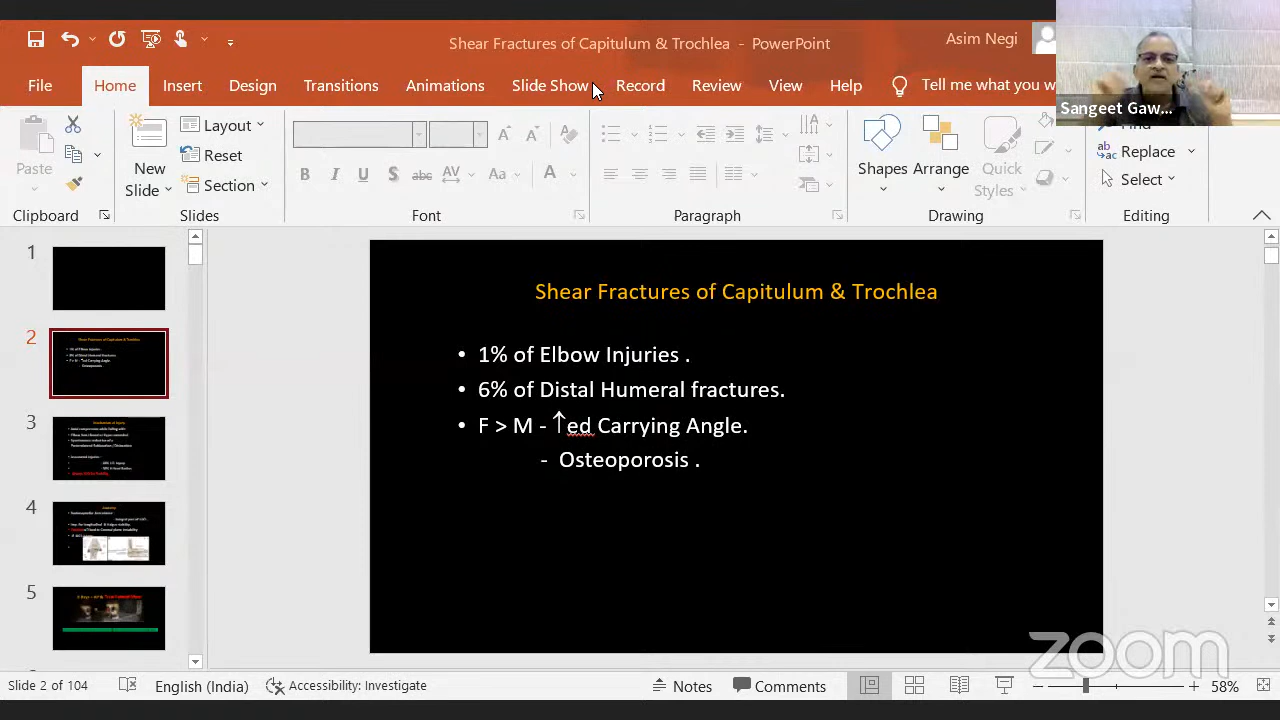 Shear Fractures of Capitulum & Trochlea - PowerPoint
Asim Negi
File Home Insert Design Transitions Animations Slide Show Record Review View Help Tell me what you w
Sangeet Gaw...
Paste
New Slide
Layout
Reset
Section
Shapes
Arrange
Quick Styles
Find
Replace
Select
Clipboard Slides Font Paragraph Drawing Editing
1
2
3
4
5
Shear Fractures of Capitulum & Trochlea
• 1% of Elbow Injuries .
• 6% of Distal Humeral fractures.
• F > M - ↑ed Carrying Angle.
- Osteoporosis .
zoom
Slide 2 of 104 English (India) Accessibility: Investigate Notes Comments 58%